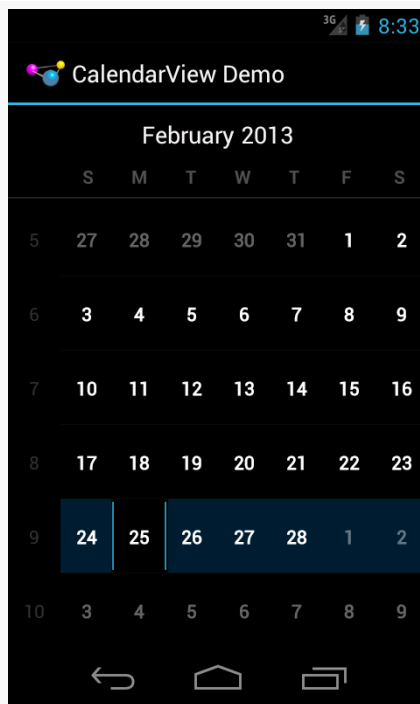 3G 8:33
CalendarView Demo
February 2013
S M T W T F S
5 27 28 29 30 31 1 2
6 3 4 5 6 7 8 9
7 10 11 12 13 14 15 16
8 17 18 19 20 21 22 23
9 24 25 26 27 28 1 2
10 3 4 5 6 7 8 9